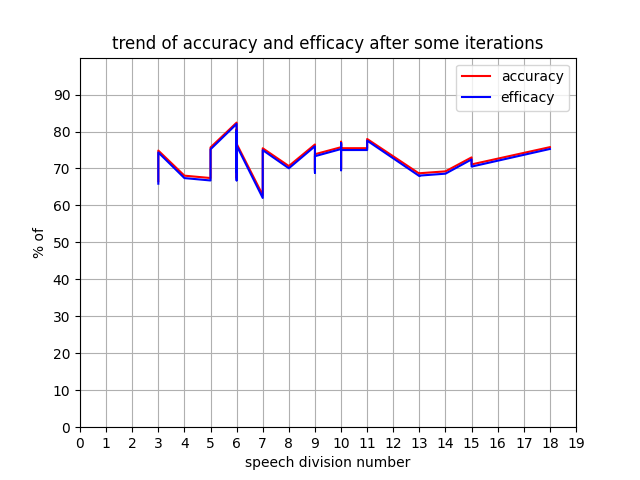 trend of accuracy and efficacy after some iterations
accuracy
efficacy
90
80
70
60
50
40
30
20
10
0
% of
0 1 2 3 4 5 6 7 8 9 10 11 12 13 14 15 16 17 18 19
speech division number